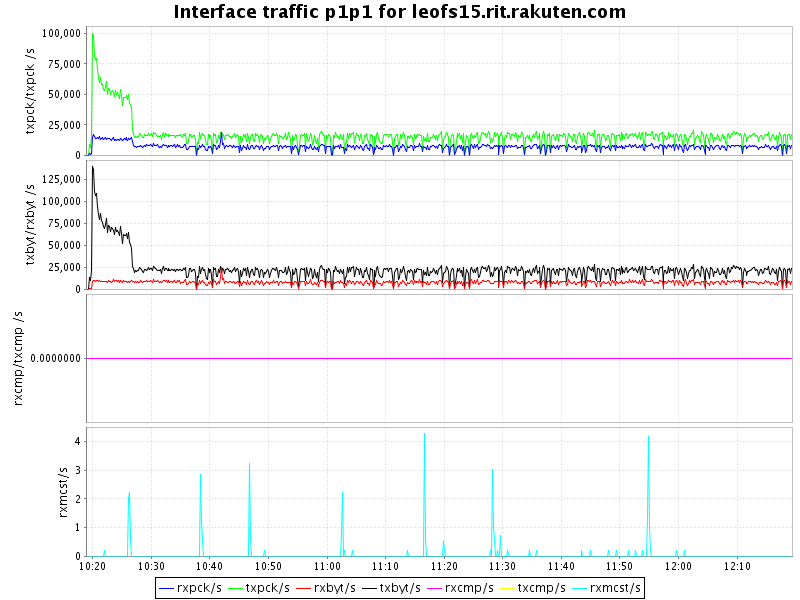 Interface traffic p1p1 for leofs15.rit.rakuten.com
txpck/txpck /s
100,000
75,000
50,000
25,000
0
txbyt/rxbyt /s
125,000
100,000
75,000
50,000
25,000
0
rxcmp/txcmp /s
0.0000000
rxmcst/s
4
3
2
1
0
10:20 10:30 10:40 10:50 11:00 11:10 11:20 11:30 11:40 11:50 12:00 12:10
rxpck/s txpck/s rxbyt/s txbyt/s rxcmp/s txcmp/s rxmcst/s